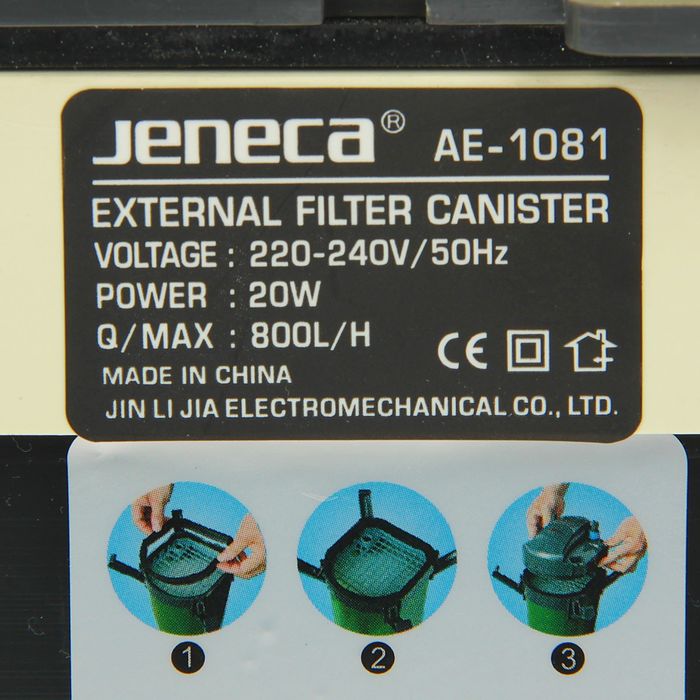 Jeneca® AE-1081
EXTERNAL FILTER CANISTER
VOLTAGE : 220-240V/50Hz
POWER : 20W
Q/MAX : 800L/H
CE
MADE IN CHINA
JIN LI JIA ELECTROMECHANICAL CO., LTD.
1 2 3